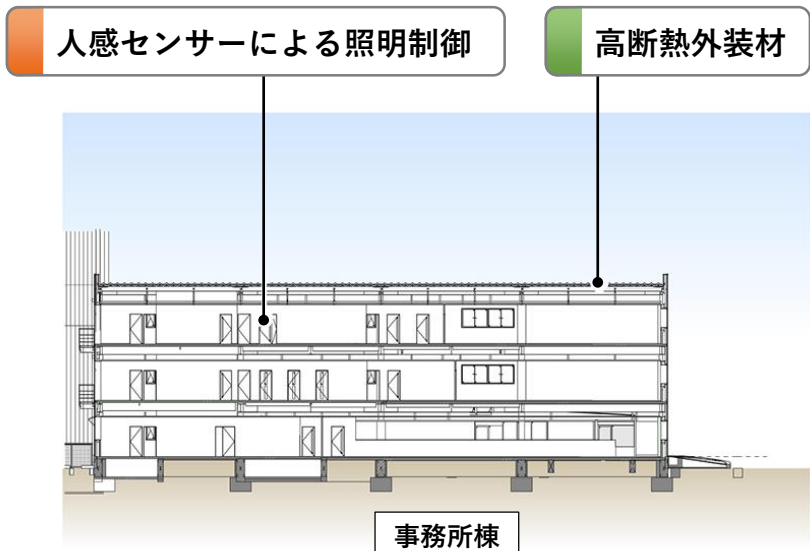 人感センサーによる照明制御
高断熱外装材
事務所棟